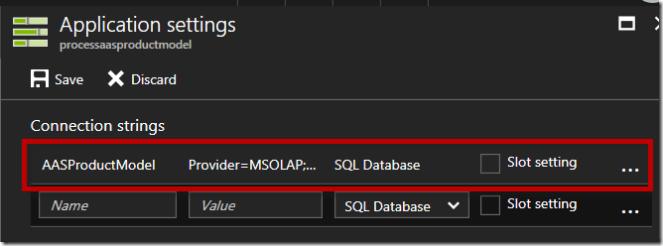 Application settings
processaasproductmodel
Save Discard
Connection strings
AASProductModel Provider=MSOLAP;... SQL Database Slot setting ...
Name Value SQL Database Slot setting ...